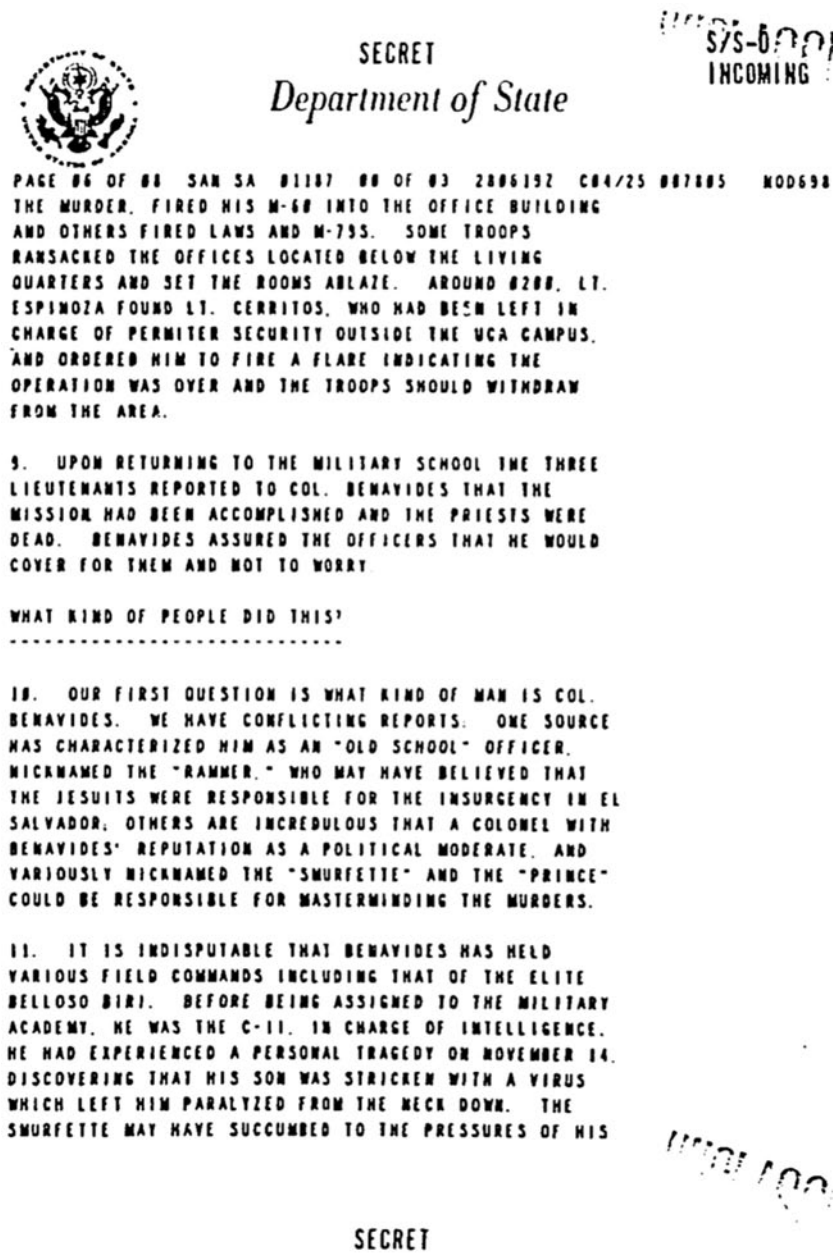 SECRET
S/S-O
INCOMING
Department of State
DEPARTMENT OF STATE
UNITED STATES OF AMERICA
PAGE 06 OF 08 SAN SA 01187 00 OF 03 280619Z C04/25 007805 NOD698
THE MURDER, FIRED HIS M-60 INTO THE OFFICE BUILDING
AND OTHERS FIRED LAWS AND M-79S. SOME TROOPS
RANSACKED THE OFFICES LOCATED BELOW THE LIVING
QUARTERS AND SET THE ROOMS ABLAZE. AROUND 0200, LT.
ESPINOZA FOUND LT. CERRITOS, WHO HAD BEEN LEFT IN
CHARGE OF PERMITER SECURITY OUTSIDE THE UCA CAMPUS,
AND ORDERED HIM TO FIRE A FLARE INDICATING THE
OPERATION WAS OVER AND THE TROOPS SHOULD WITHDRAW
FROM THE AREA.
9. UPON RETURNING TO THE MILITARY SCHOOL THE THREE
LIEUTENANTS REPORTED TO COL. BENAVIDES THAT THE
MISSION HAD BEEN ACCOMPLISHED AND THE PRIESTS WERE
DEAD. BENAVIDES ASSURED THE OFFICERS THAT HE WOULD
COVER FOR THEM AND NOT TO WORRY
WHAT KIND OF PEOPLE DID THIS?
-----------------------------
10. OUR FIRST QUESTION IS WHAT KIND OF MAN IS COL.
BENAVIDES. WE HAVE CONFLICTING REPORTS: ONE SOURCE
HAS CHARACTERIZED HIM AS AN "OLD SCHOOL" OFFICER,
NICKNAMED THE "RAMMER," WHO MAY HAVE BELIEVED THAT
THE JESUITS WERE RESPONSIBLE FOR THE INSURGENCY IN EL
SALVADOR; OTHERS ARE INCREDULOUS THAT A COLONEL WITH
BENAVIDES' REPUTATION AS A POLITICAL MODERATE, AND
VARIOUSLY NICKNAMED THE "SMURFETTE" AND THE "PRINCE"
COULD BE RESPONSIBLE FOR MASTERMINDING THE MURDERS.
11. IT IS INDISPUTABLE THAT BENAVIDES HAS HELD
VARIOUS FIELD COMMANDS INCLUDING THAT OF THE ELITE
BELLOSO BIRI. BEFORE BEING ASSIGNED TO THE MILITARY
ACADEMY, HE WAS THE C-II, IN CHARGE OF INTELLIGENCE.
HE HAD EXPERIENCED A PERSONAL TRAGEDY ON NOVEMBER 14,
DISCOVERING THAT HIS SON WAS STRICKEN WITH A VIRUS
WHICH LEFT HIM PARALYZED FROM THE NECK DOWN. THE
SMURFETTE MAY HAVE SUCCUMBED TO THE PRESSURES OF HIS
SECRET